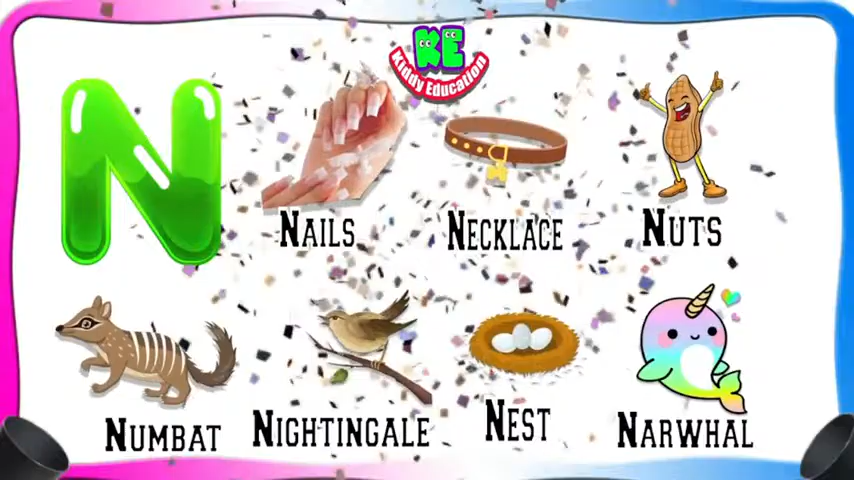 KE
Kiddy Education
N
NAILS
NECKLACE
NUTS
NUMBAT
NIGHTINGALE
NEST
NARWHAL